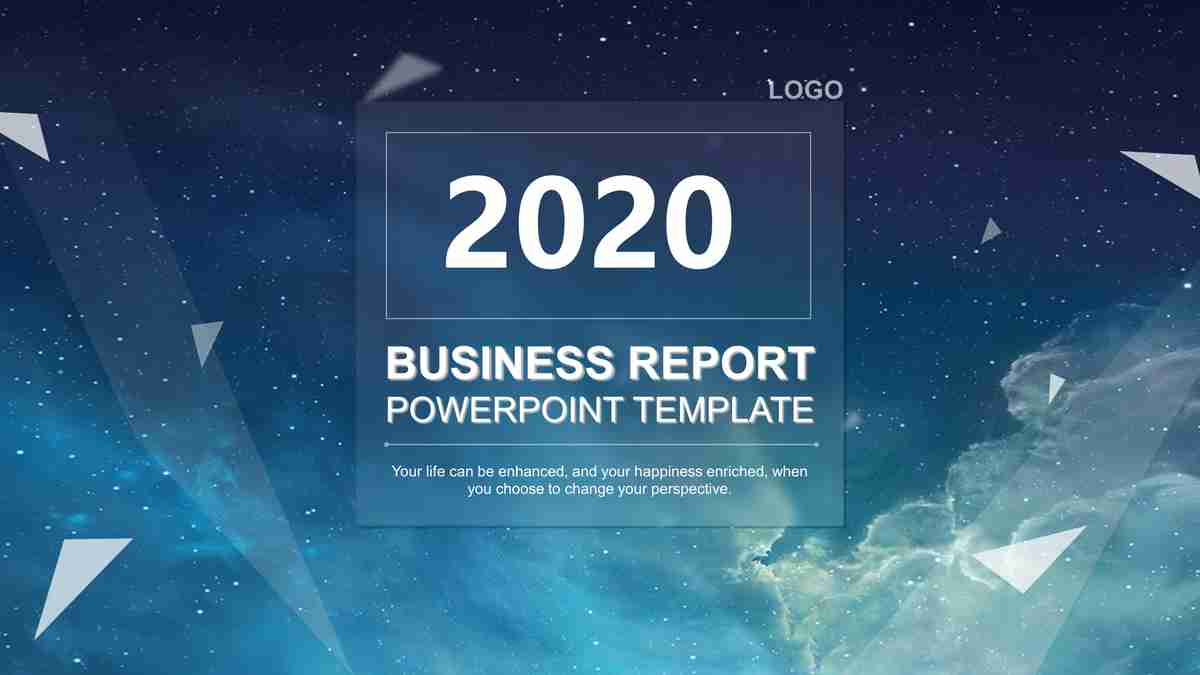 LOGO
2020
BUSINESS REPORT
POWERPOINT TEMPLATE
Your life can be enhanced, and your happiness enriched, when
you choose to change your perspective.